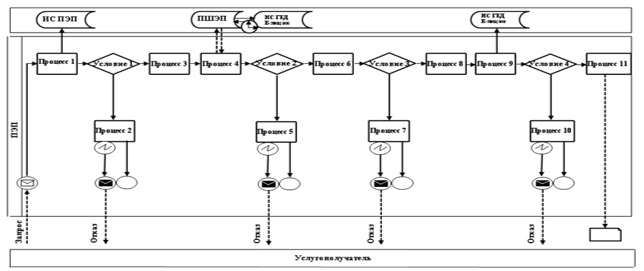 ИС ПЭП
ПШЭП
ИС ГБД
Е-лицен
ИС ГБД
Е-лицен
Процесс 1
Условие 1
Процесс 3
Процесс 4
Условие 2
Процесс 6
Условие 3
Процесс 8
Процесс 9
Условие 4
Процесс 11
ПЭП
Процесс 2
Процесс 5
Процесс 7
Процесс 10
Запрос
Отказ
Отказ
Отказ
Отказ
Услугополучатель